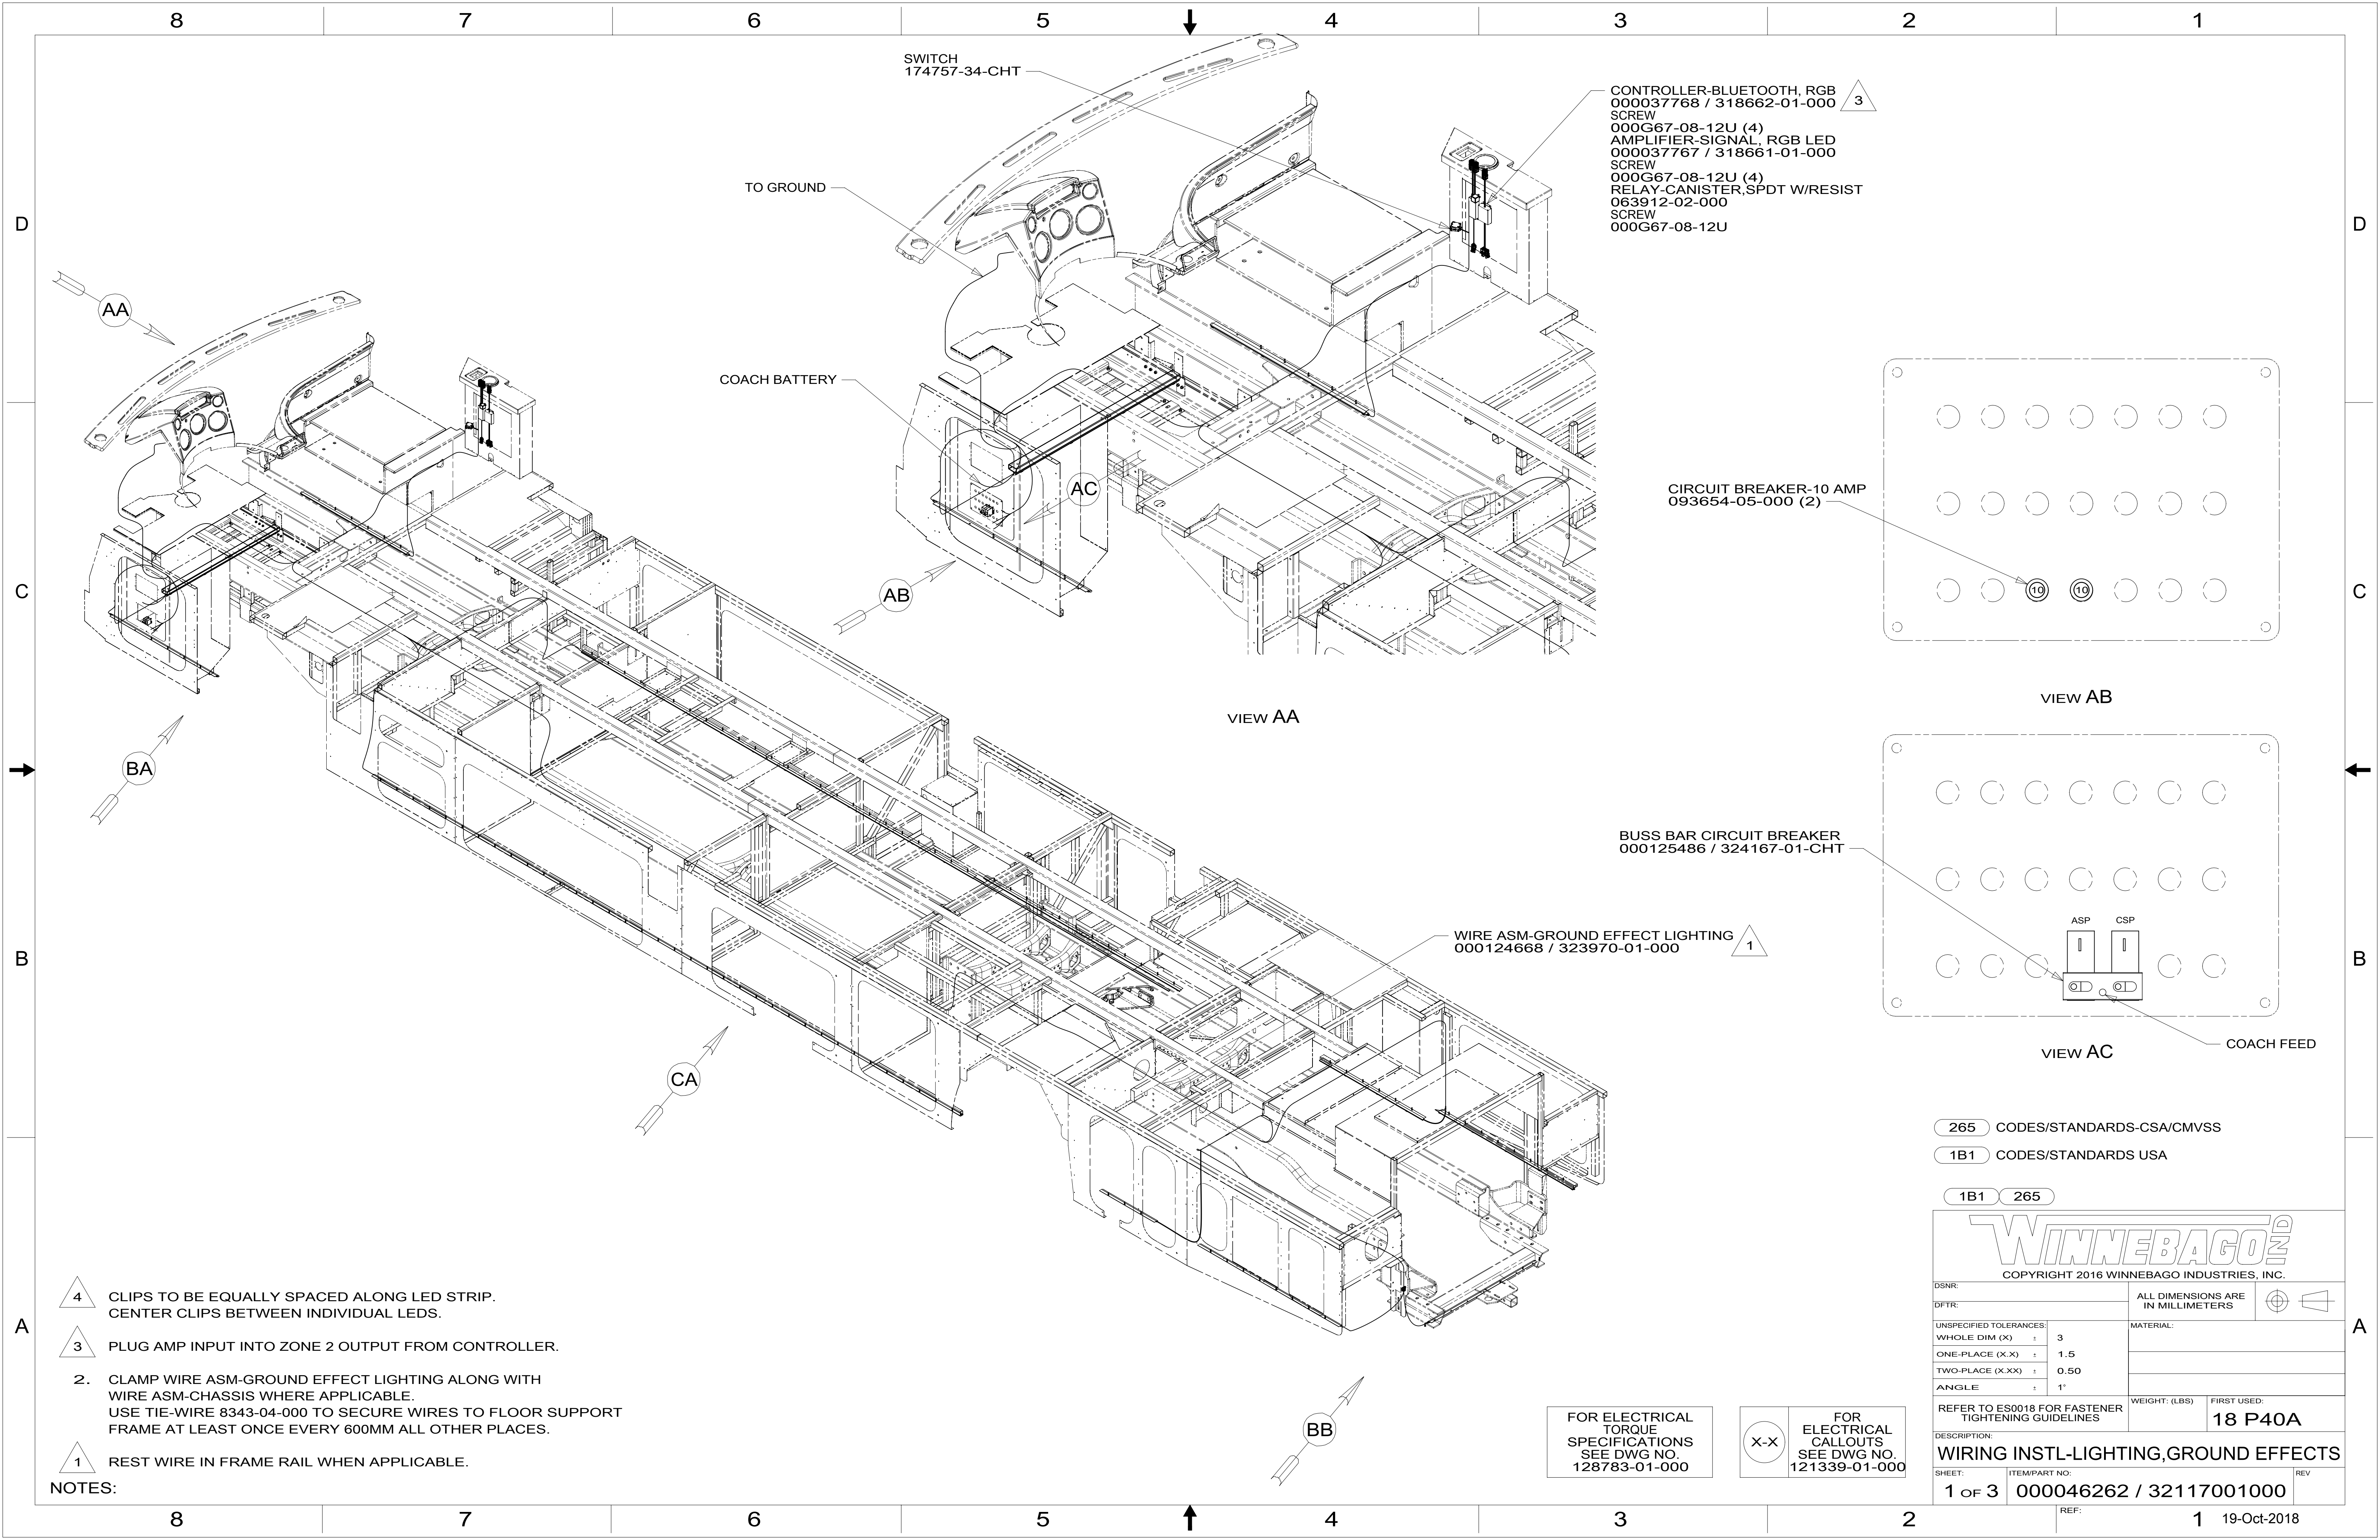 8 7 6 5 4 3 2 1
SWITCH
174757-34-CHT
CONTROLLER-BLUETOOTH, RGB
000037768 / 318662-01-000 3
SCREW
000G67-08-12U (4)
AMPLIFIER-SIGNAL, RGB LED
000037767 / 318661-01-000
SCREW
000G67-08-12U (4)
RELAY-CANISTER,SPDT W/RESIST
063912-02-000
SCREW
000G67-08-12U
TO GROUND
D D
AA
COACH BATTERY
AC
CIRCUIT BREAKER-10 AMP
093654-05-000 (2)
10 10
C C
AB
VIEW AB
VIEW AA
BA
BUSS BAR CIRCUIT BREAKER
000125486 / 324167-01-CHT
ASP CSP
WIRE ASM-GROUND EFFECT LIGHTING
000124668 / 323970-01-000 1
B B
COACH FEED
VIEW AC
CA
265 CODES/STANDARDS-CSA/CMVSS
1B1 CODES/STANDARDS USA
1B1 265
WINNEBAGO IND
COPYRIGHT 2016 WINNEBAGO INDUSTRIES, INC.
DSNR:
DFTR:
ALL DIMENSIONS ARE
IN MILLIMETERS
UNSPECIFIED TOLERANCES:
WHOLE DIM (X) ± 3
ONE-PLACE (X.X) ± 1.5
TWO-PLACE (X.XX) ± 0.50
ANGLE ± 1°
MATERIAL:
REFER TO ES0018 FOR FASTENER
TIGHTENING GUIDELINES
WEIGHT: (LBS)
FIRST USED:
18 P40A
DESCRIPTION:
WIRING INSTL-LIGHTING,GROUND EFFECTS
SHEET:
1 OF 3
ITEM/PART NO:
000046262 / 32117001000
REV
REF:
19-Oct-2018
A A
4 CLIPS TO BE EQUALLY SPACED ALONG LED STRIP.
CENTER CLIPS BETWEEN INDIVIDUAL LEDS.
3 PLUG AMP INPUT INTO ZONE 2 OUTPUT FROM CONTROLLER.
2. CLAMP WIRE ASM-GROUND EFFECT LIGHTING ALONG WITH
WIRE ASM-CHASSIS WHERE APPLICABLE.
USE TIE-WIRE 8343-04-000 TO SECURE WIRES TO FLOOR SUPPORT
FRAME AT LEAST ONCE EVERY 600MM ALL OTHER PLACES.
1 REST WIRE IN FRAME RAIL WHEN APPLICABLE.
NOTES:
BB
FOR ELECTRICAL
TORQUE
SPECIFICATIONS
SEE DWG NO.
128783-01-000
X-X
FOR
ELECTRICAL
CALLOUTS
SEE DWG NO.
121339-01-000
8 7 6 5 4 3 2 1